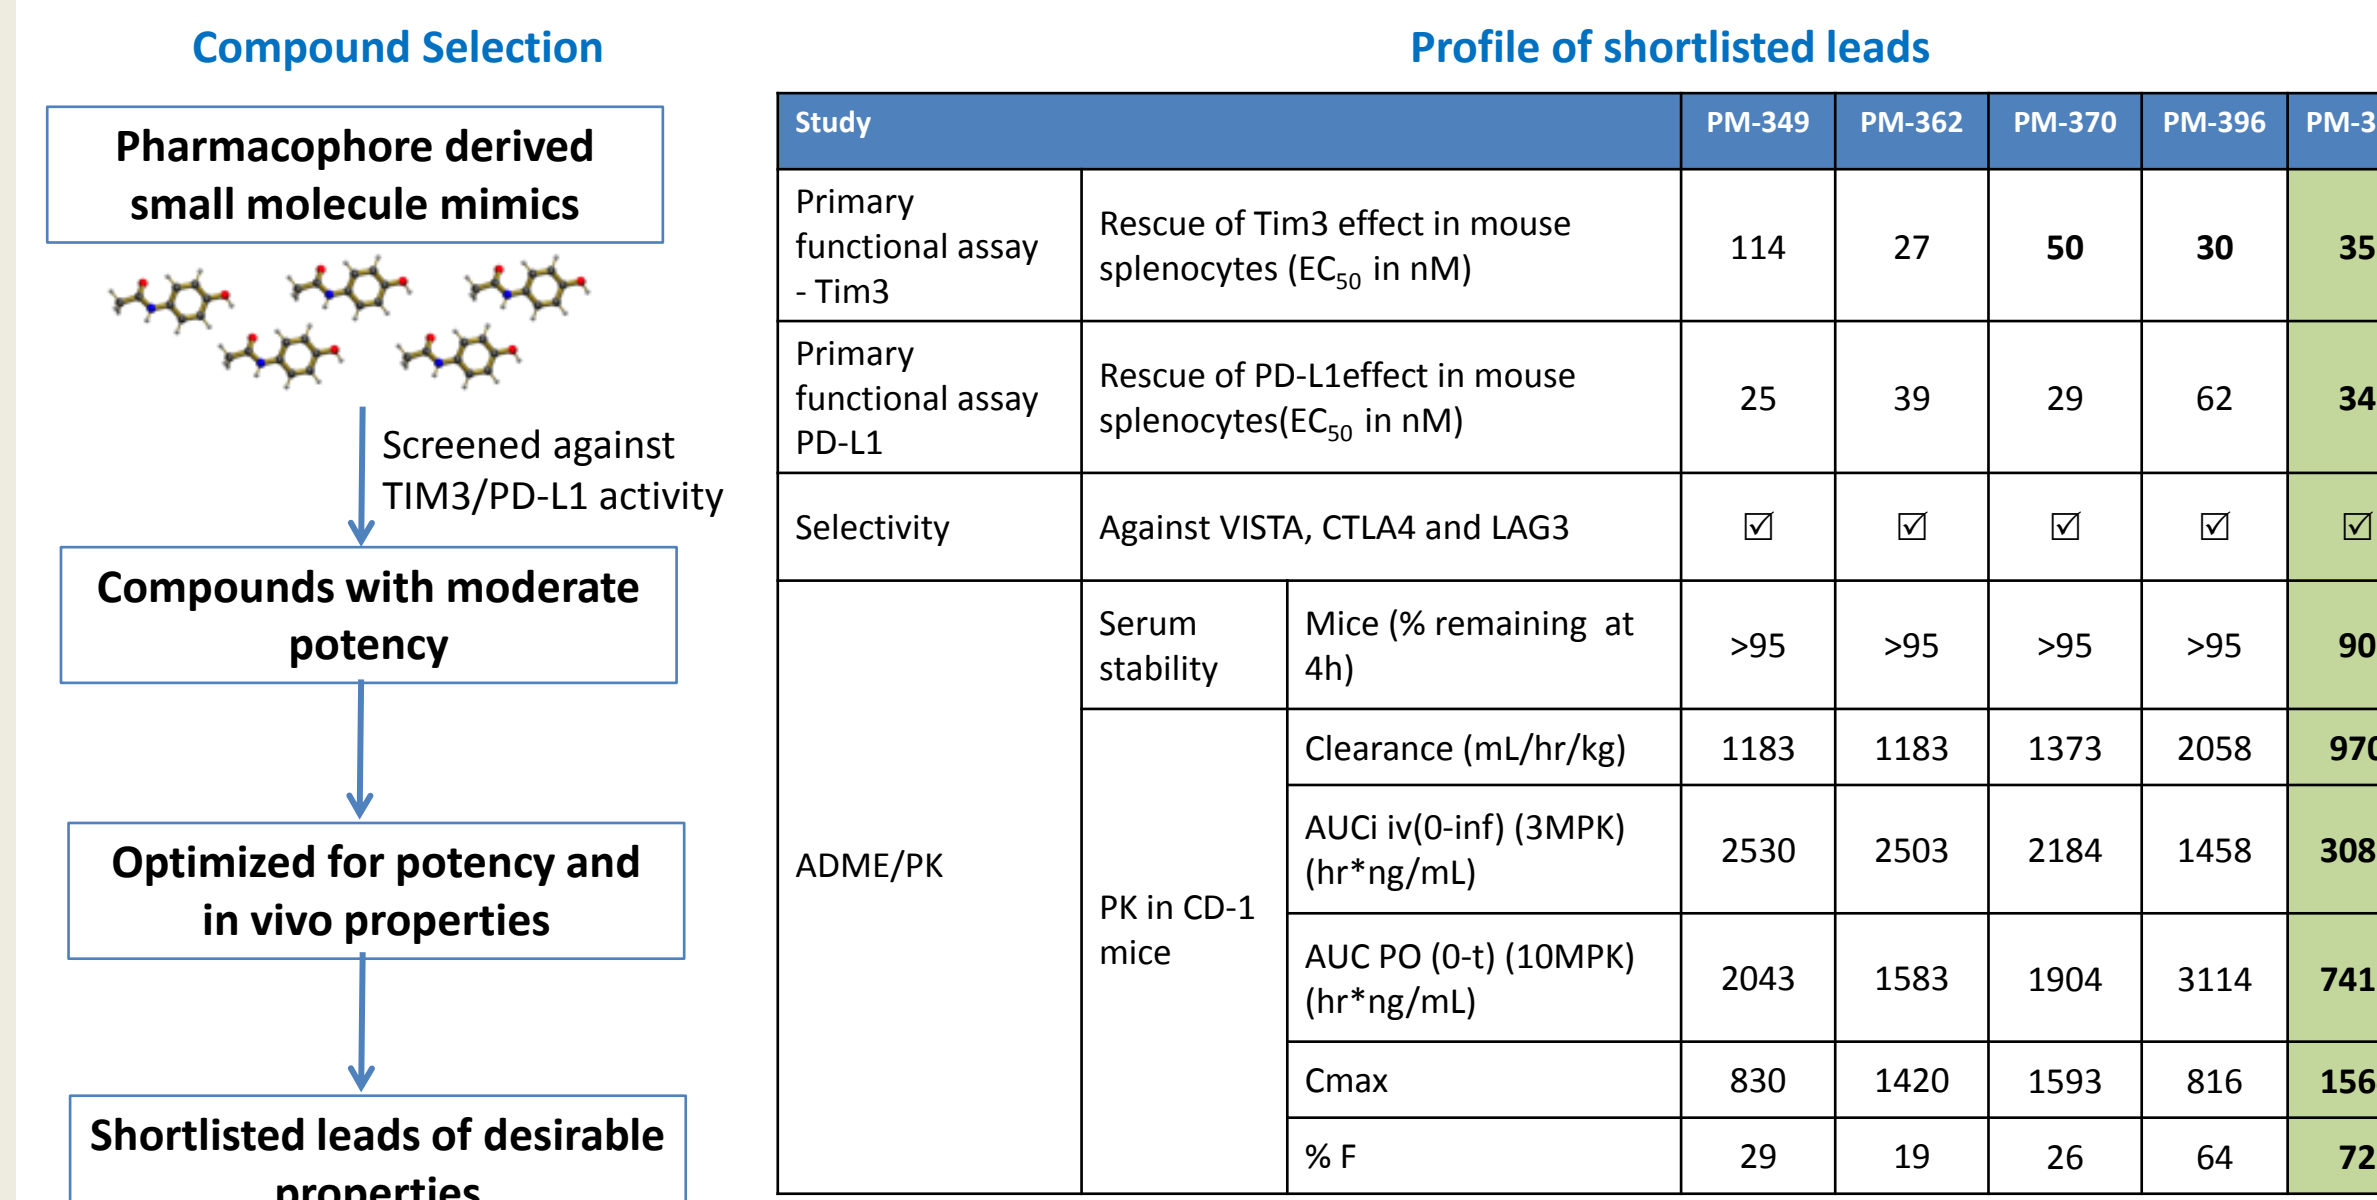 Compound Selection
Pharmacophore derived
small molecule mimics
Screened against
TIM3/PD-L1 activity
Compounds with moderate
potency
Optimized for potency and
in vivo properties
Shortlisted leads of desirable
properties
Profile of shortlisted leads
Study PM-349 PM-362 PM-370 PM-396
Primary
functional assay
- Tim3
Rescue of Tim3 effect in mouse
splenocytes (EC50 in nM)
114 27 50 30 35
Primary
functional assay
PD-L1
Rescue of PD-L1effect in mouse
splenocytes(EC50 in nM)
25 39 29 62 34
Selectivity Against VISTA, CTLA4 and LAG3 ☑ ☑ ☑ ☑ ☑
ADME/PK
Serum
stability
Mice (% remaining at
4h)
>95 >95 >95 >95 90
PK in CD-1
mice
Clearance (mL/hr/kg) 1183 1183 1373 2058 970
AUCi iv(0-inf) (3MPK)
(hr*ng/mL)
2530 2503 2184 1458
AUC PO (0-t) (10MPK)
(hr*ng/mL)
2043 1583 1904 3114
Cmax 830 1420 1593 816
% F 29 19 26 64 72